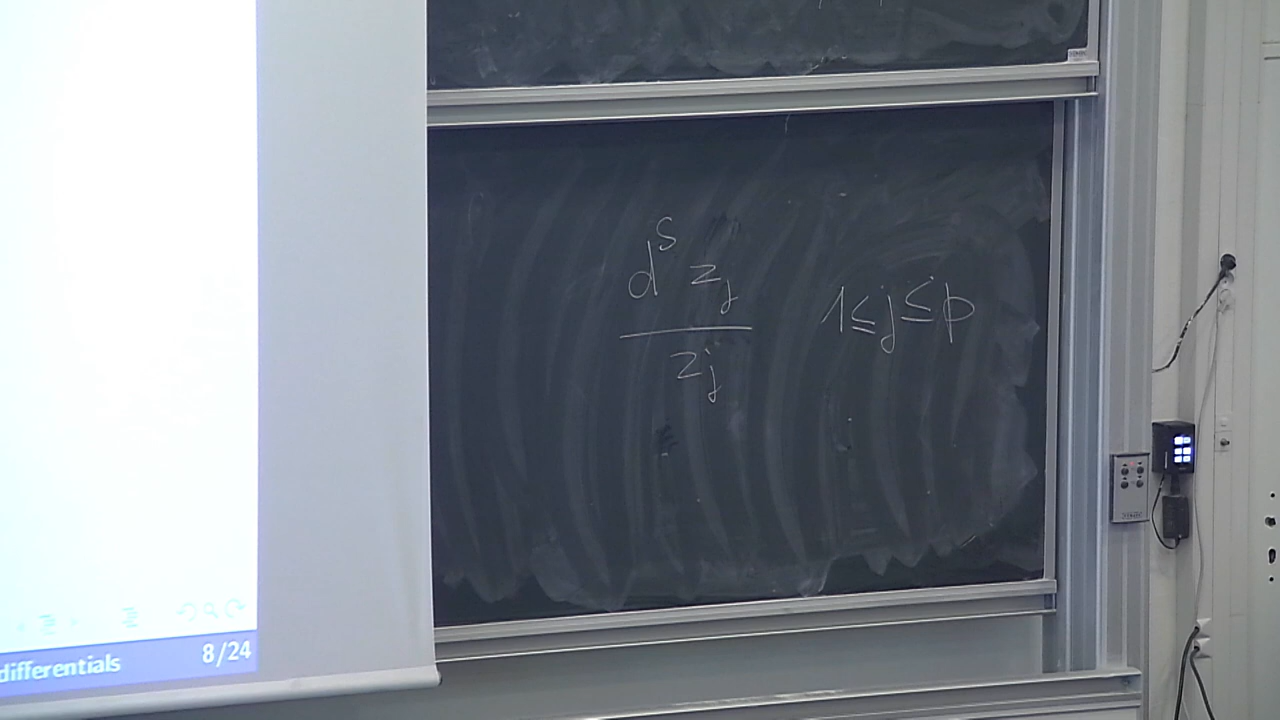 d^s z_j
z_j
1 ≤ j ≤ p
differentials 8/24